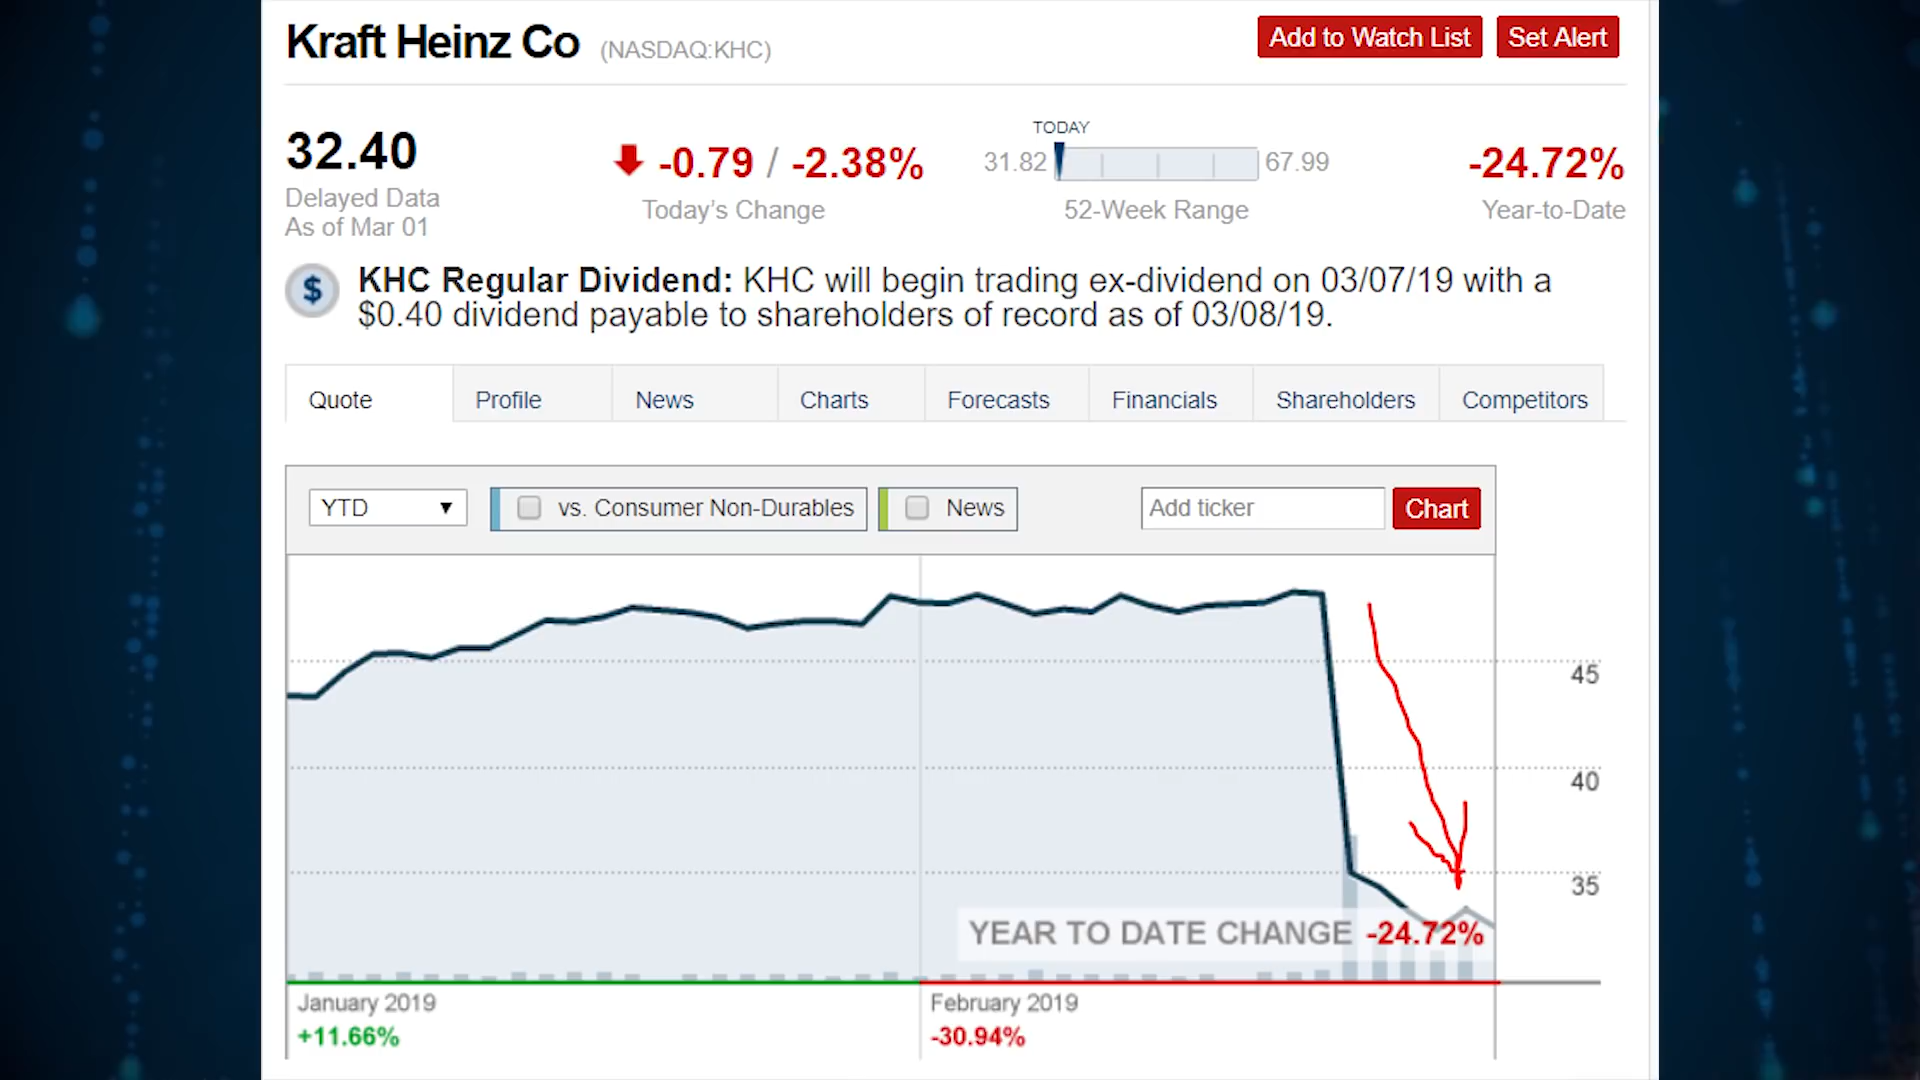 Kraft Heinz Co (NASDAQ:KHC)
Add to Watch List
Set Alert
32.40
Delayed Data
As of Mar 01
-0.79 / -2.38%
Today's Change
TODAY
31.82
67.99
52-Week Range
-24.72%
Year-to-Date
$
KHC Regular Dividend: KHC will begin trading ex-dividend on 03/07/19 with a
$0.40 dividend payable to shareholders of record as of 03/08/19.
Quote Profile News Charts Forecasts Financials Shareholders Competitors
YTD
vs. Consumer Non-Durables
News
Add ticker
Chart
45
40
35
YEAR TO DATE CHANGE -24.72%
January 2019
+11.66%
February 2019
-30.94%